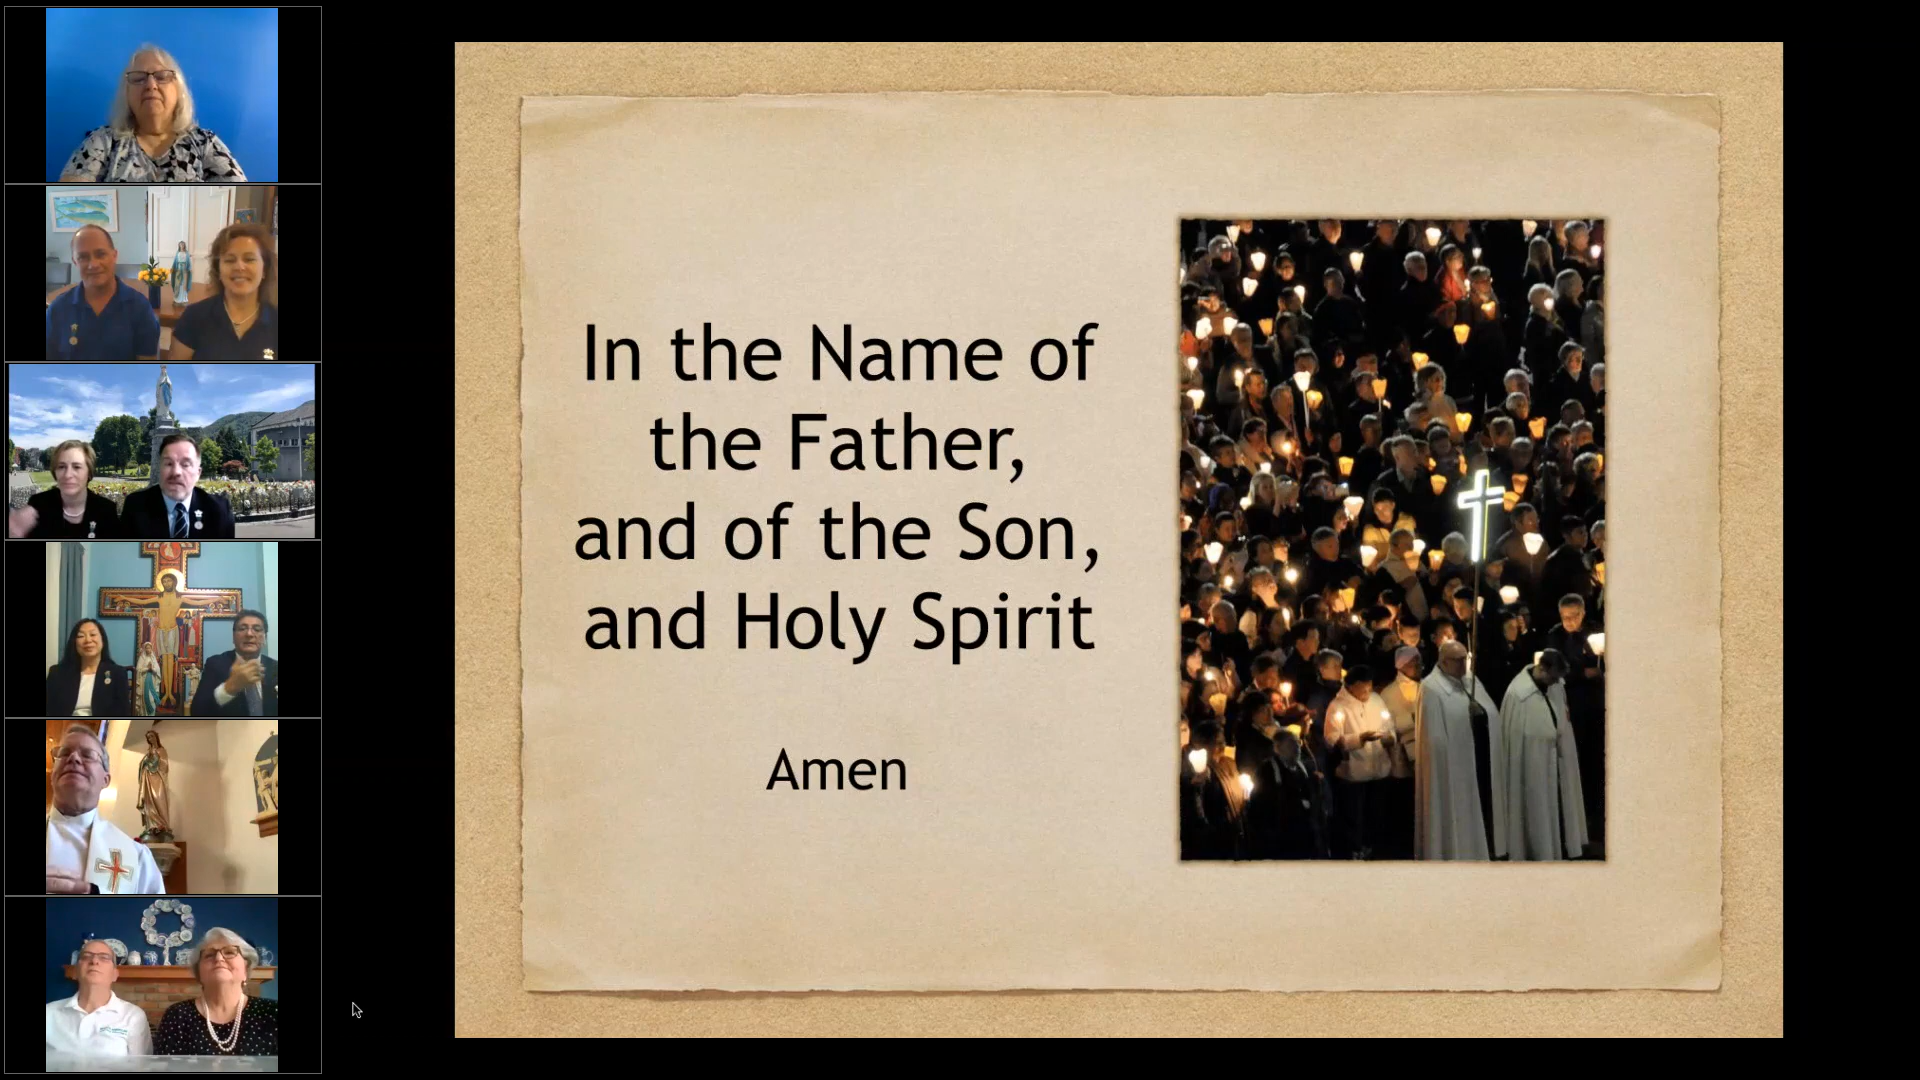 In the Name of
the Father,
and of the Son,
and Holy Spirit
Amen